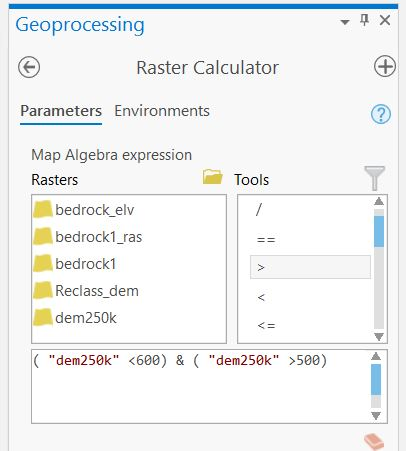 Geoprocessing
Raster Calculator
Parameters Environments
Map Algebra expression
Rasters Tools
bedrock_elv
bedrock1_ras
bedrock1
Reclass_dem
dem250k
/
==
>
<
<=
( "dem250k" <600) & ( "dem250k" >500)